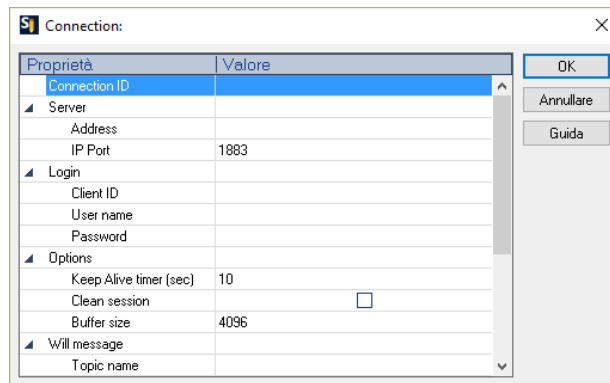 Connection:
Proprietà Valore
Connection ID
Server
Address
IP Port 1883
Login
Client ID
User name
Password
Options
Keep Alive timer (sec) 10
Clean session
Buffer size 4096
Will message
Topic name
OK
Annullare
Guida